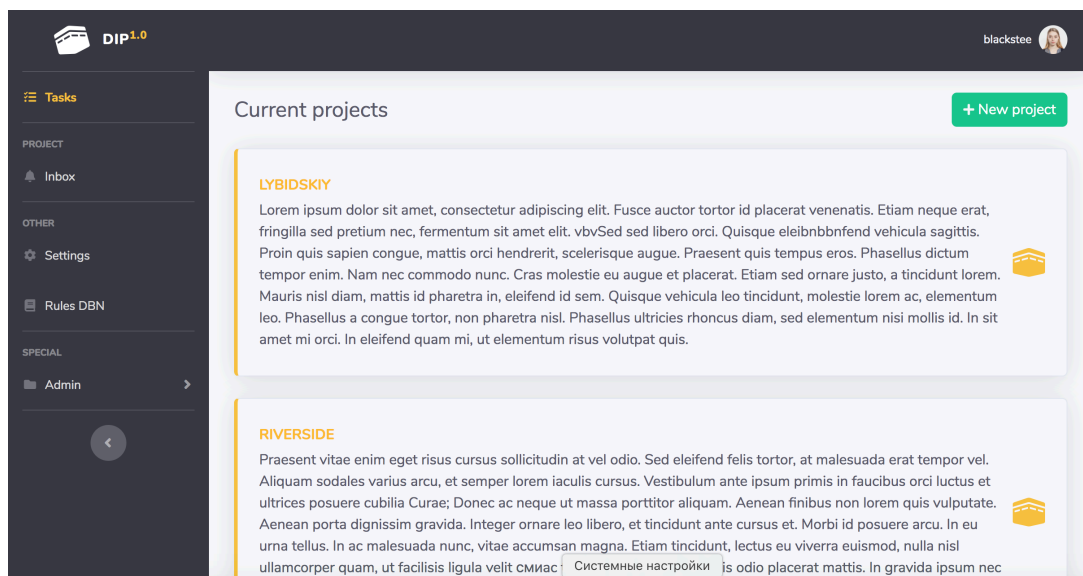 DIP1.0
blackstee
Tasks
PROJECT
Inbox
OTHER
Settings
Rules DBN
SPECIAL
Admin
Current projects
+ New project
LYBIDSKIY
Lorem ipsum dolor sit amet, consectetur adipiscing elit. Fusce auctor tortor id placerat venenatis. Etiam neque erat,
fringilla sed pretium nec, fermentum sit amet elit. vbvSed sed libero orci. Quisque eleibnbbnfend vehicula sagittis.
Proin quis sapien congue, mattis orci hendrerit, scelerisque augue. Praesent quis tempus eros. Phasellus dictum
tempor enim. Nam nec commodo nunc. Cras molestie eu augue et placerat. Etiam sed ornare justo, a tincidunt lorem.
Mauris nisl diam, mattis id pharetra in, eleifend id sem. Quisque vehicula leo tincidunt, molestie lorem ac, elementum
leo. Phasellus a congue tortor, non pharetra nisl. Phasellus ultricies rhoncus diam, sed elementum nisi mollis id. In sit
amet mi orci. In eleifend quam mi, ut elementum risus volutpat quis.
RIVERSIDE
Praesent vitae enim eget risus cursus sollicitudin at vel odio. Sed eleifend felis tortor, at malesuada erat tempor vel.
Aliquam sodales varius arcu, et semper lorem iaculis cursus. Vestibulum ante ipsum primis in faucibus orci luctus et
ultrices posuere cubilia Curae; Donec ac neque ut massa porttitor aliquam. Aenean finibus non lorem quis vulputate.
Aenean porta dignissim gravida. Integer ornare leo libero, et tincidunt ante cursus et. Morbi id posuere arcu. In eu
urna tellus. In ac malesuada nunc, vitae accumsan magna. Etiam tincidunt, lectus eu viverra euismod, nulla nisl
ullamcorper quam, ut facilisis ligula velit смиас Системные настройки is odio placerat mattis. In gravida ipsum nec